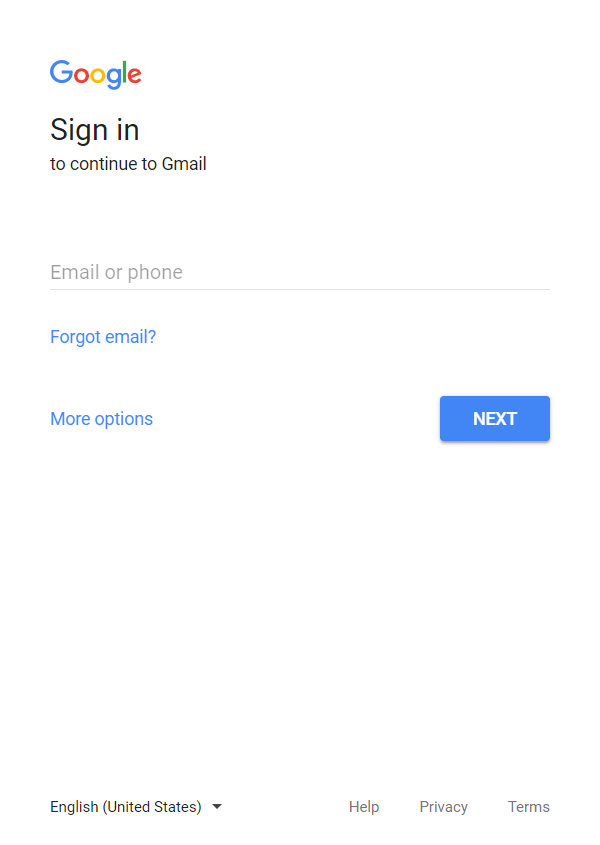 Google
Sign in
to continue to Gmail
Email or phone
Forgot email?
More options
NEXT
English (United States)
Help
Privacy
Terms